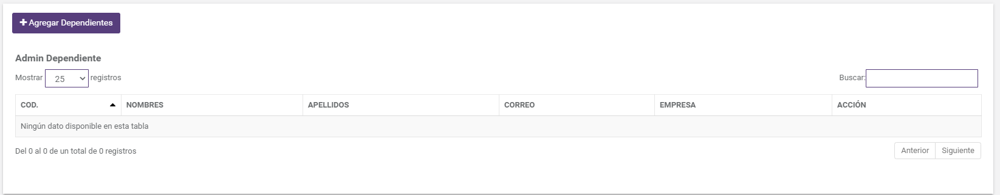 Agregar Dependientes
Admin Dependiente
Mostrar 25 registros Buscar:
COD. NOMBRES APELLIDOS CORREO EMPRESA ACCIÓN
Ningún dato disponible en esta tabla
Del 0 al 0 de un total de 0 registros Anterior Siguiente